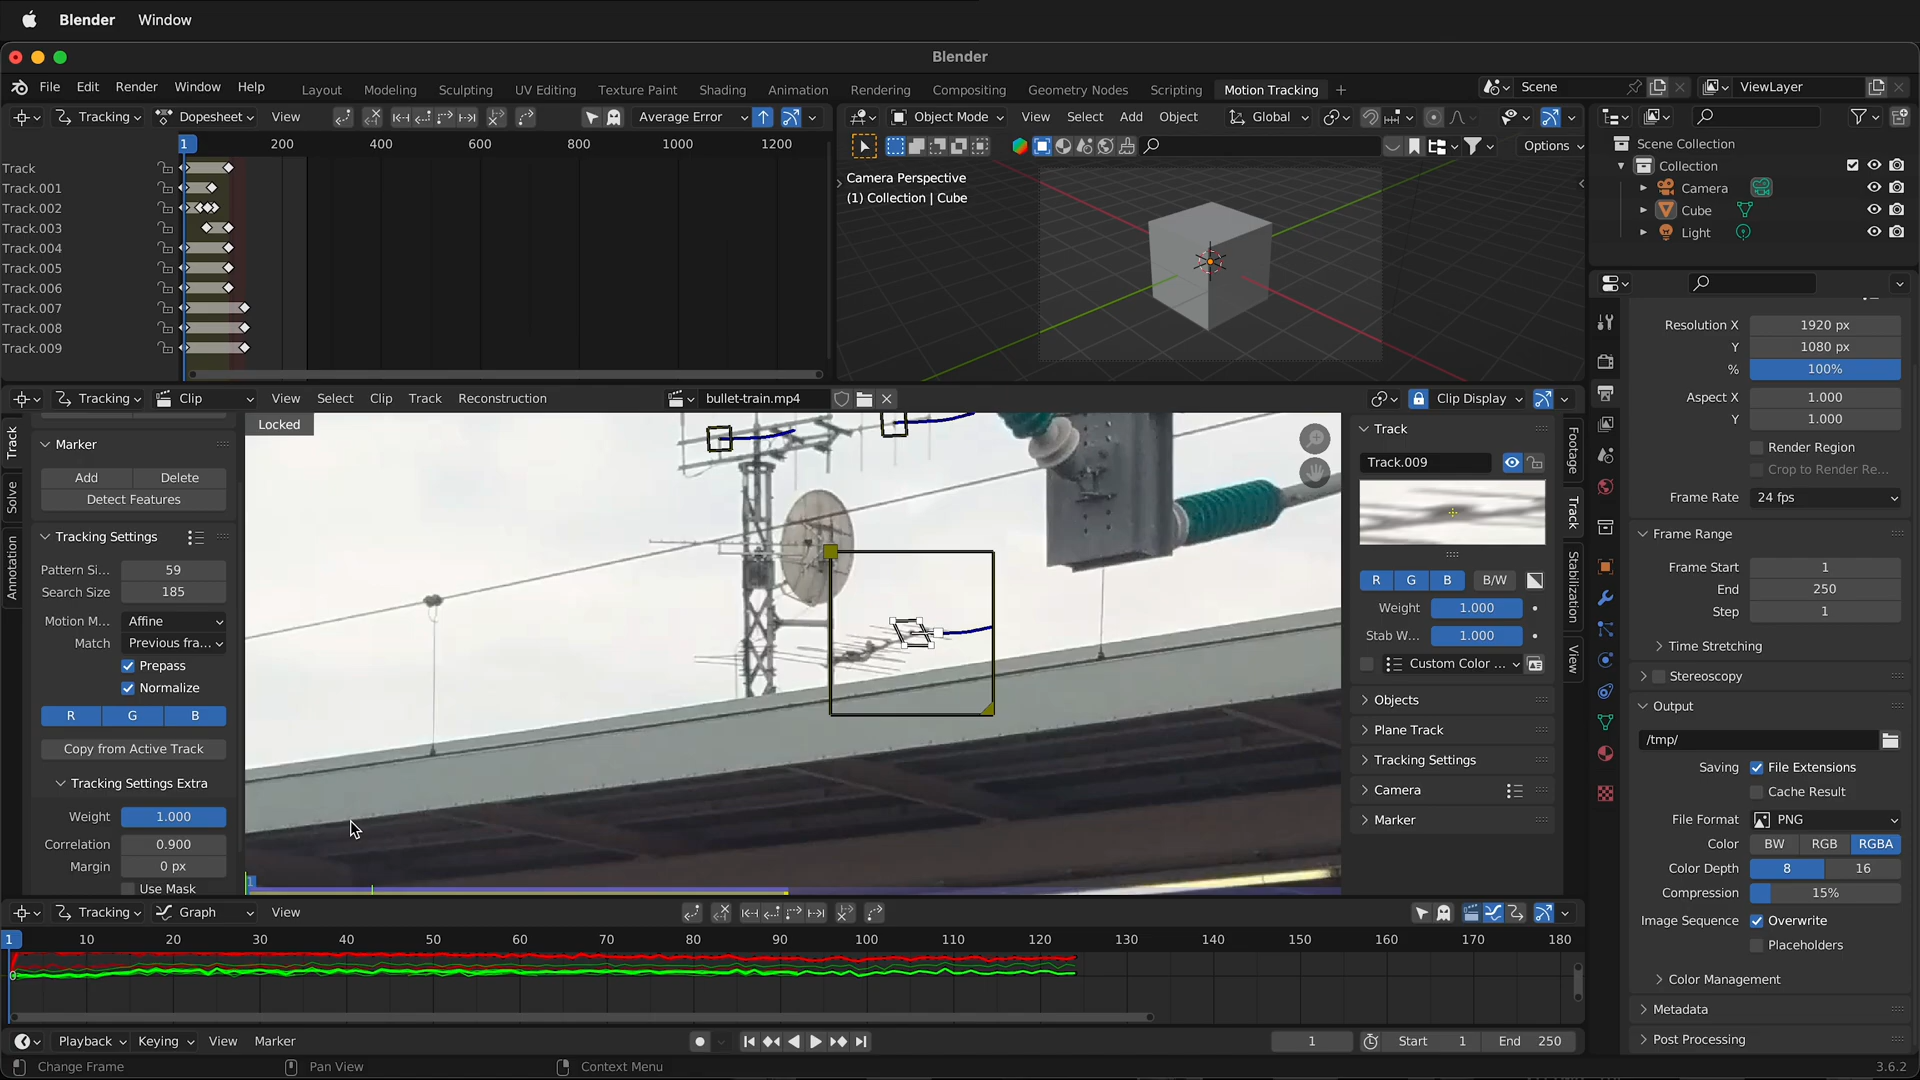 Blender Window
Blender
File Edit Render Window Help Layout Modeling Sculpting UV Editing Texture Paint Shading Animation Rendering Compositing Geometry Nodes Scripting Motion Tracking + Scene ViewLayer
Tracking Dopesheet View Average Error
1 200 400 600 800 1000 1200
Track
Track.001
Track.002
Track.003
Track.004
Track.005
Track.006
Track.007
Track.008
Track.009
Object Mode View Select Add Object Global
Options
Camera Perspective
(1) Collection | Cube
Scene Collection
Collection
Camera
Cube
Light
Tracking Clip View Select Clip Track Reconstruction bullet-train.mp4 Clip Display
Locked
Track
Solve
Annotation
Marker
Add Delete
Detect Features
Tracking Settings
Pattern Si... 59
Search Size 185
Motion M... Affine
Match Previous fra...
Prepass
Normalize
R G B
Copy from Active Track
Tracking Settings Extra
Weight 1.000
Correlation 0.900
Margin 0 px
Use Mask
1
Track
Track.009
R G B B/W
Weight 1.000
Stab W... 1.000
Custom Color ...
Objects
Plane Track
Tracking Settings
Camera
Marker
Footage
Track
Stabilization
View
Resolution X 1920 px
Y 1080 px
% 100%
Aspect X 1.000
Y 1.000
Render Region
Crop to Render Re...
Frame Rate 24 fps
Frame Range
Frame Start 1
End 250
Step 1
Time Stretching
Stereoscopy
Output
/tmp/
Saving File Extensions
Cache Result
File Format PNG
Color BW RGB RGBA
Color Depth 8 16
Compression 15%
Image Sequence Overwrite
Placeholders
Color Management
Metadata
Post Processing
Tracking Graph View
1 10 20 30 40 50 60 70 80 90 100 110 120 130 140 150 160 170 180
0
Playback Keying View Marker 1 Start 1 End 250
Change Frame Pan View Context Menu 3.6.2